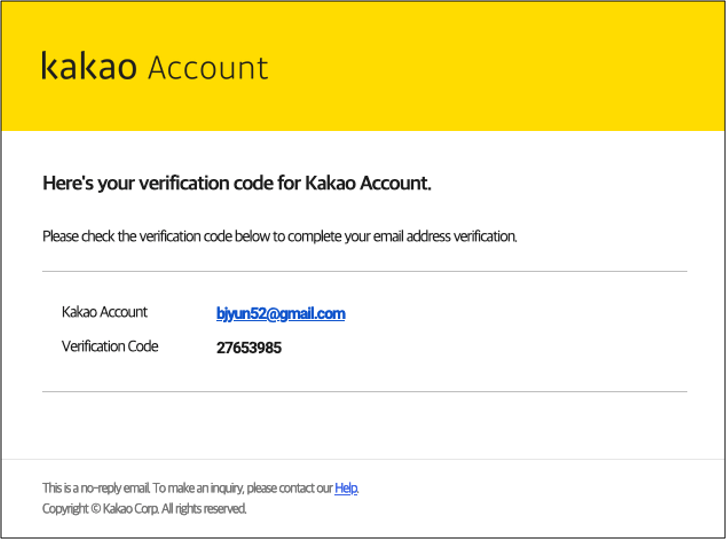 kakao Account
Here's your verification code for Kakao Account.
Please check the verification code below to complete your email address verification.
Kakao Account bjyun52@gmail.com
Verification Code 27653985
This is a no-reply email. To make an inquiry, please contact our Help.
Copyright © Kakao Corp. All rights reserved.